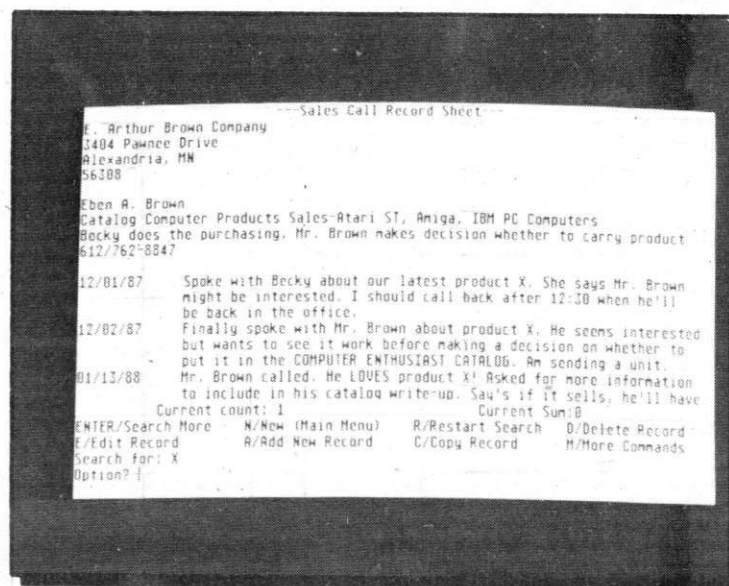 ---Sales Call Record Sheet---
E. Arthur Brown Company
3404 Pawnee Drive
Alexandria, MN
56308
Eben A. Brown
Catalog Computer Products Sales-Atari ST, Amiga, IBM PC Computers
Becky does the purchasing. Mr. Brown makes decision whether to carry product
612/762-8847
12/01/87 Spoke with Becky about our latest product X. She says Mr. Brown
might be interested. I should call back after 12:30 when he'll
be back in the office.
12/02/87 Finally spoke with Mr. Brown about product X. He seems interested
but wants to see it work before making a decision on whether to
put it in the COMPUTER ENTHUSIAST CATALOG. Am sending a unit.
01/13/88 Mr. Brown called. He LOVES product X! Asked for more information
to include in his catalog write-up. Say's if it sells, he'll have
Current count: 1 Current Sum:0
ENTER/Search More N/New (Main Menu) R/Restart Search D/Delete Record
E/Edit Record A/Add New Record C/Copy Record M/More Commands
Search for: X
Option?